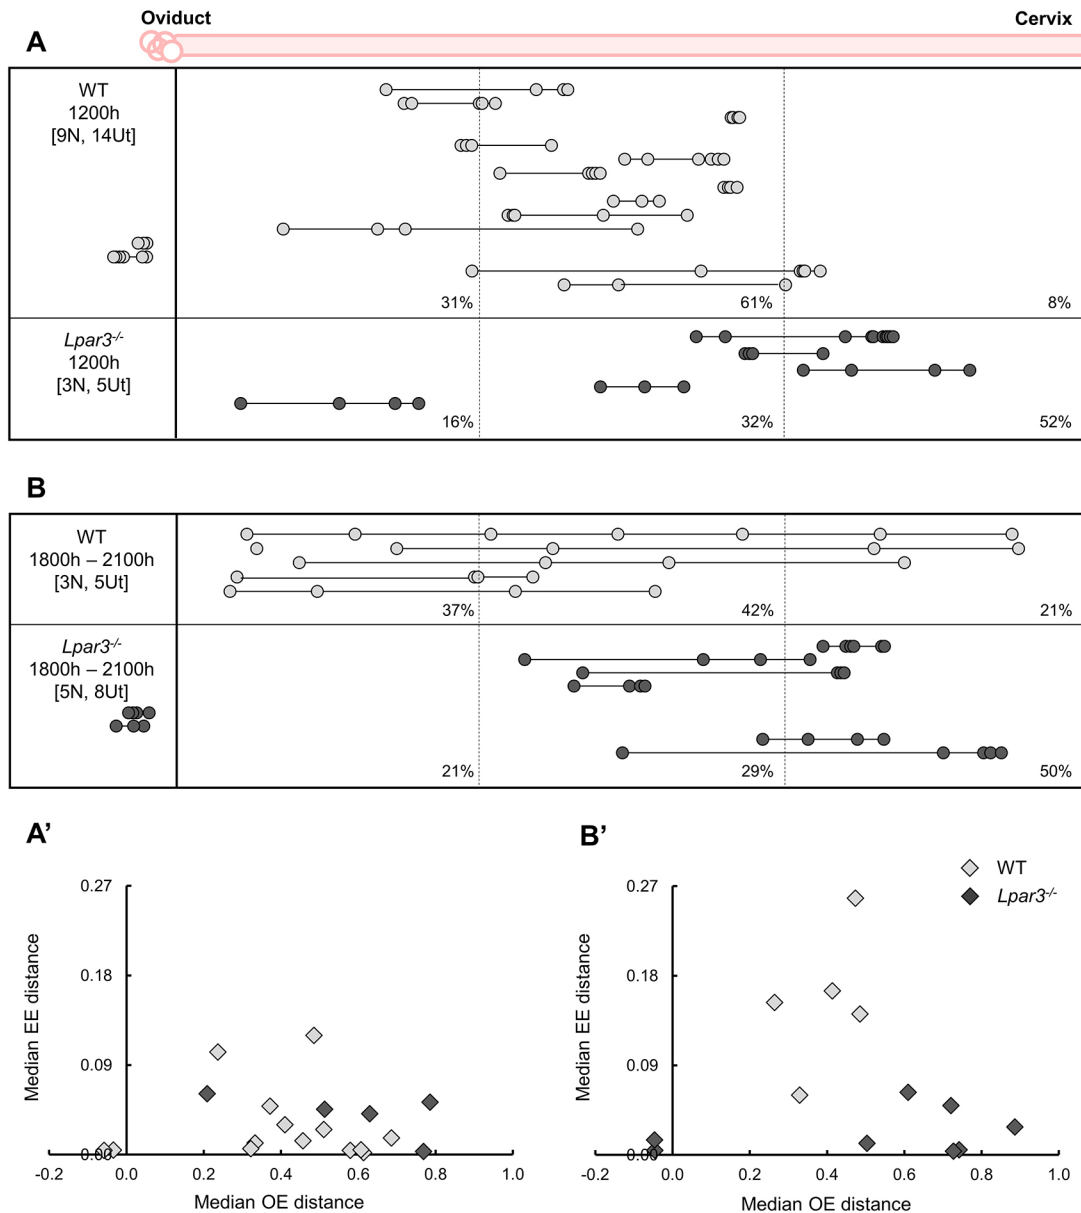 Oviduct Cervix
A
WT
1200h
[9N, 14Ut]
31% 61% 8%
Lpar3-/-
1200h
[3N, 5Ut]
16% 32% 52%
B
WT
1800h – 2100h
[3N, 5Ut]
37% 42% 21%
Lpar3-/-
1800h – 2100h
[5N, 8Ut]
21% 29% 50%
A’
0.27
0.18
0.09
0.00
-0.2 0.0 0.2 0.4 0.6 0.8 1.0
Median EE distance
Median OE distance
B’
WT
Lpar3-/-
0.27
0.18
0.09
0.00
-0.2 0.0 0.2 0.4 0.6 0.8 1.0
Median EE distance
Median OE distance